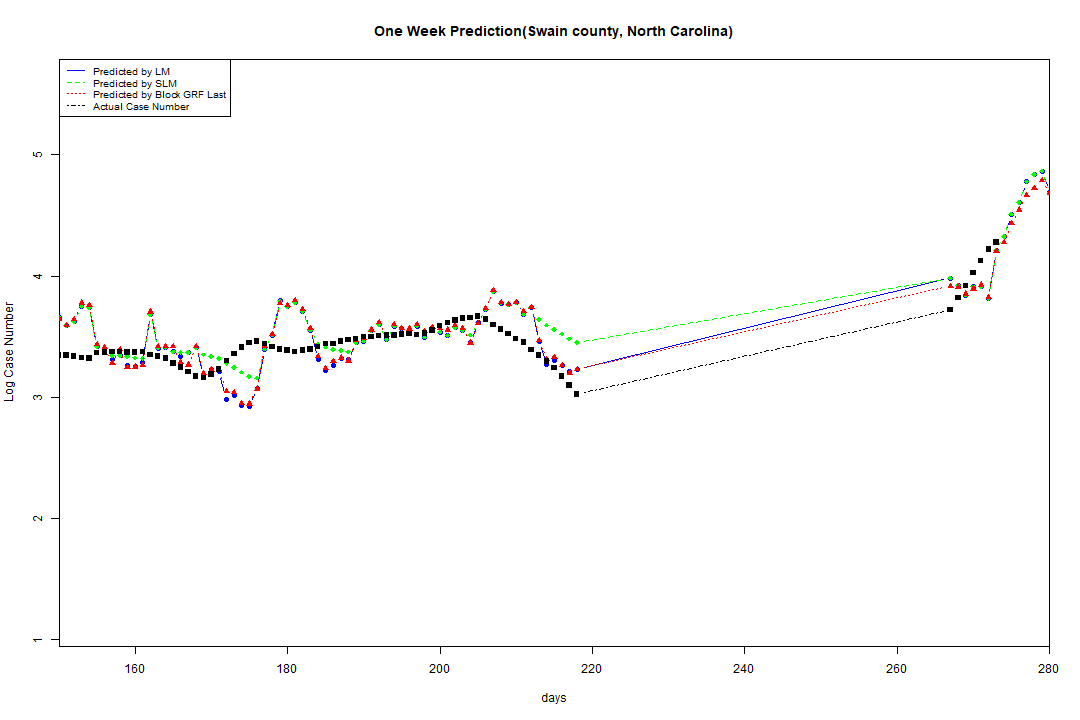 One Week Prediction(Swain county, North Carolina)
Predicted by LM
Predicted by SLM
Predicted by Block GRF Last
Actual Case Number
5
4
3
2
1
Log Case Number
160 180 200 220 240 260 280
days